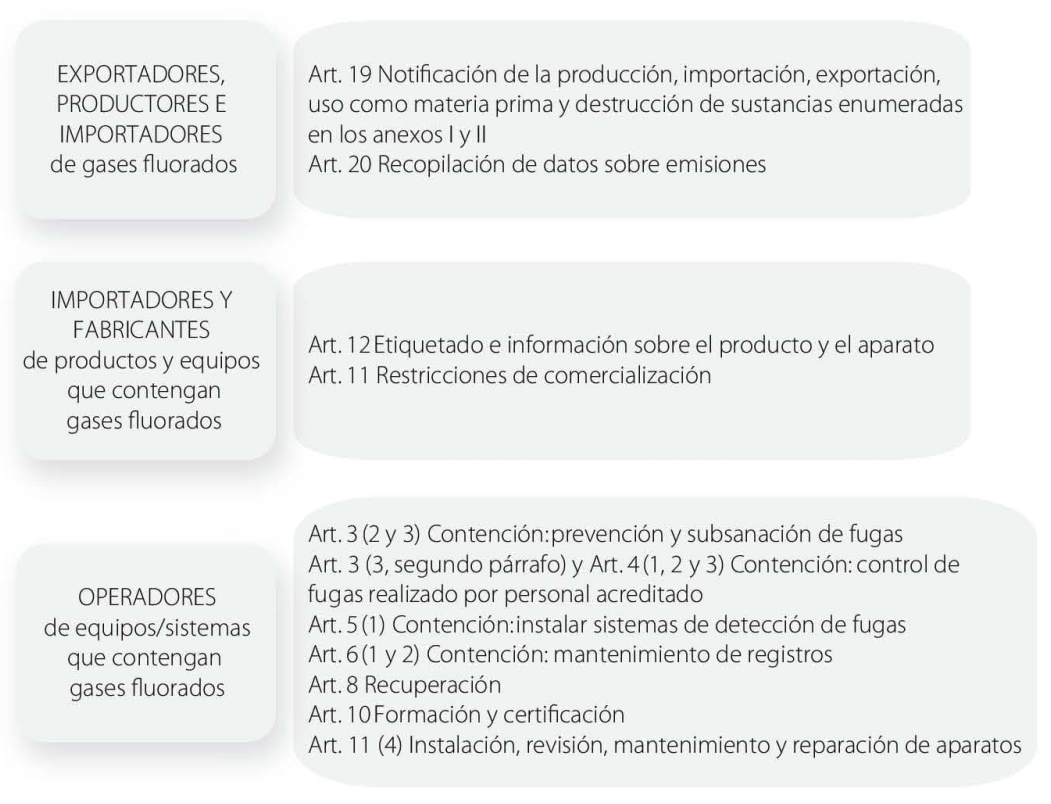 EXPORTADORES,
PRODUCTORES E
IMPORTADORES
de gases fluorados
Art. 19 Notificación de la producción, importación, exportación,
uso como materia prima y destrucción de sustancias enumeradas
en los anexos I y II
Art. 20 Recopilación de datos sobre emisiones
IMPORTADORES Y
FABRICANTES
de productos y equipos
que contengan
gases fluorados
Art. 12 Etiquetado e información sobre el producto y el aparato
Art. 11 Restricciones de comercialización
OPERADORES
de equipos/sistemas
que contengan
gases fluorados
Art. 3 (2 y 3) Contención: prevención y subsanación de fugas
Art. 3 (3, segundo párrafo) y Art. 4 (1, 2 y 3) Contención: control de
fugas realizado por personal acreditado
Art. 5 (1) Contención: instalar sistemas de detección de fugas
Art. 6 (1 y 2) Contención: mantenimiento de registros
Art. 8 Recuperación
Art. 10 Formación y certificación
Art. 11 (4) Instalación, revisión, mantenimiento y reparación de aparatos